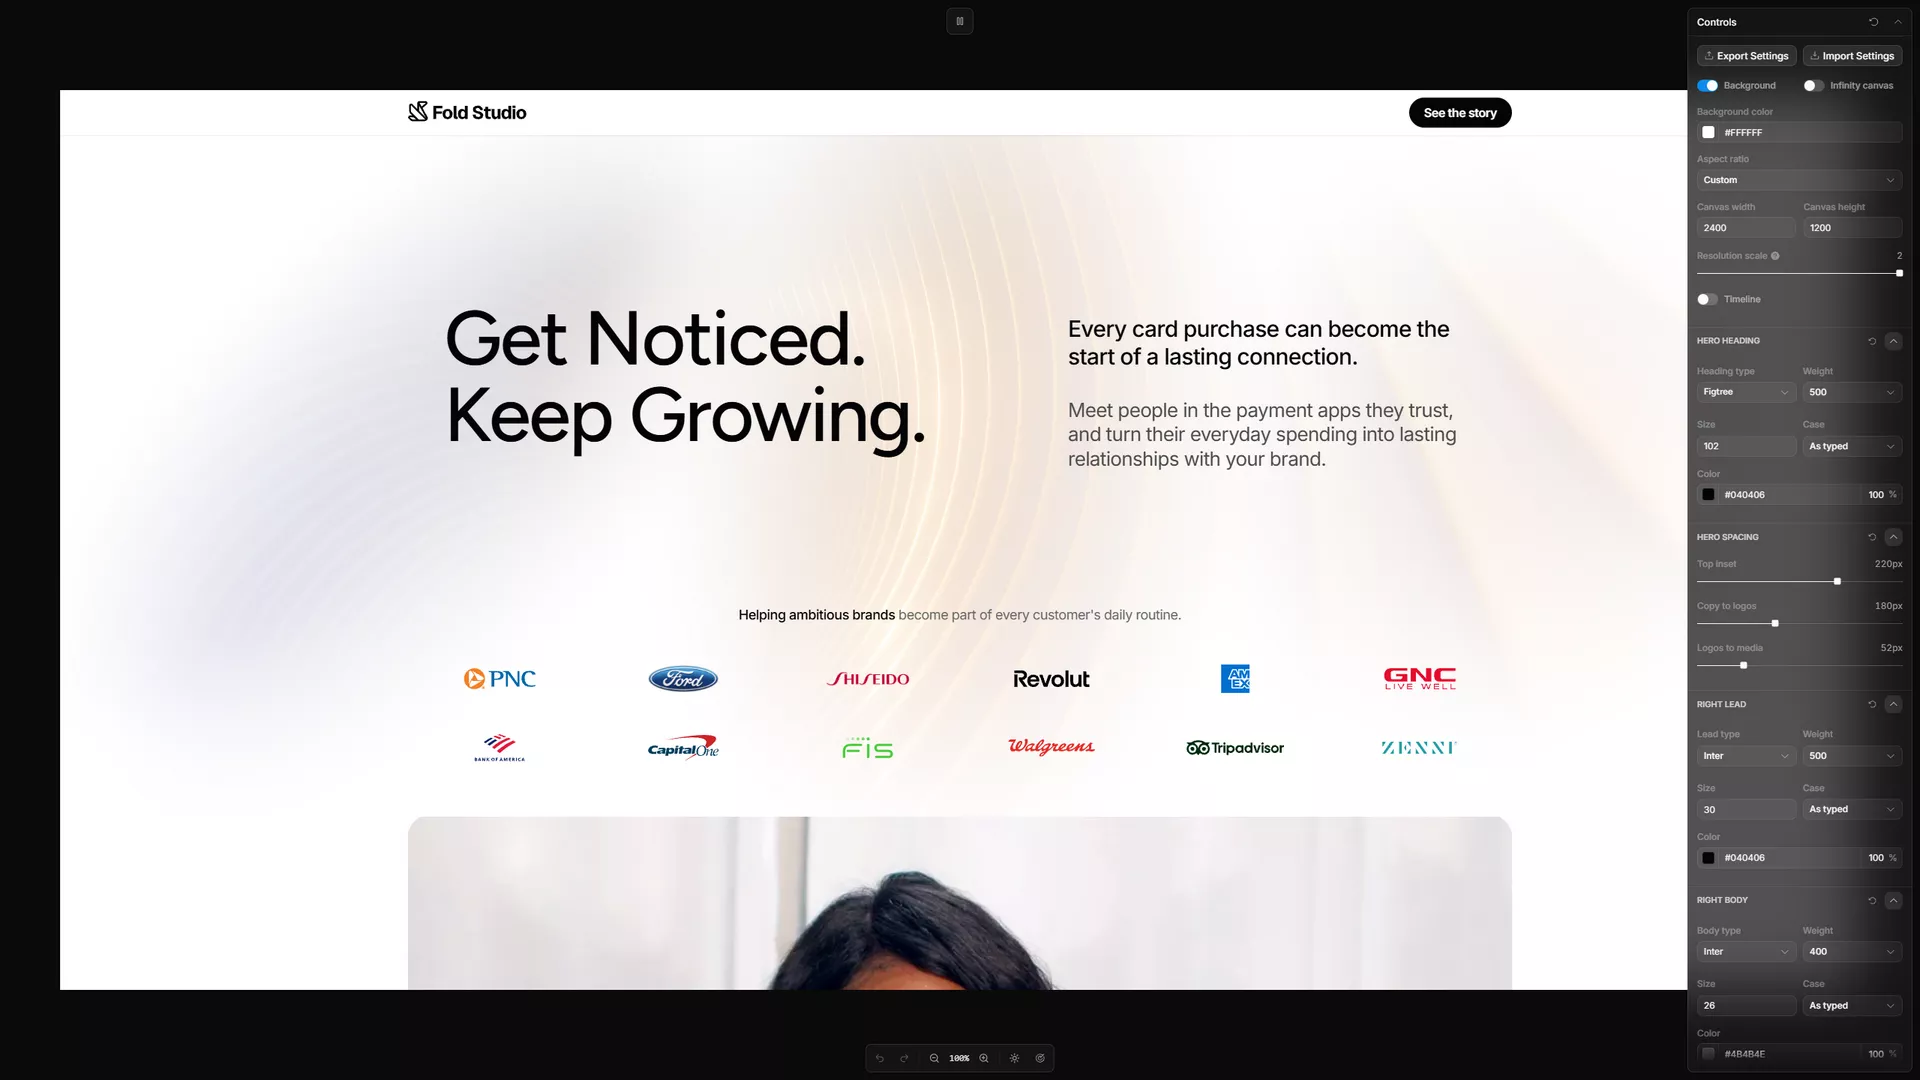 Controls
Export Settings
Import Settings
Background
Infinity canvas
Background color
#FFFFFF
Aspect ratio
Custom
Canvas width
Canvas height
2400
1200
Resolution scale
2
Timeline
HERO HEADING
Heading type
Weight
Figtree
500
Size
Case
102
As typed
Color
#040406
100 %
HERO SPACING
Top inset
220px
Copy to logos
180px
Logos to media
52px
RIGHT LEAD
Lead type
Weight
Inter
500
Size
Case
30
As typed
Color
#040406
100 %
RIGHT BODY
Body type
Weight
Inter
400
Size
Case
26
As typed
Color
#4B4B4E
100 %
Fold Studio
See the story
Get Noticed.
Keep Growing.
Every card purchase can become the
start of a lasting connection.
Meet people in the payment apps they trust,
and turn their everyday spending into lasting
relationships with your brand.
Helping ambitious brands become part of every customer's daily routine.
PNC
Ford
SHISEIDO
Revolut
AM
EX
GNC
LIVE WELL
BANK OF AMERICA
Capital One
FIS
Walgreens
Tripadvisor
ZENNI
100%